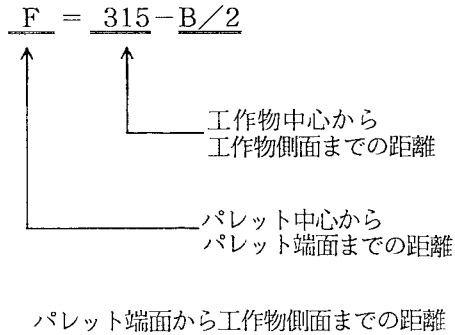 F = 315－B／2
工作物中心から
工作物側面までの距離
パレット中心から
パレット端面までの距離
パレット端面から工作物側面までの距離